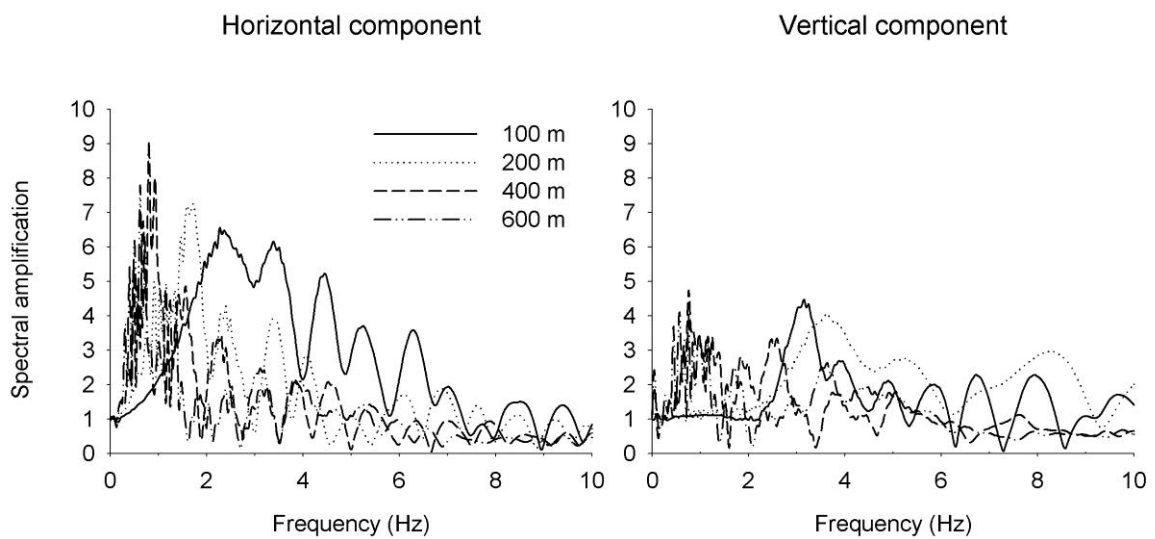 Horizontal component
Vertical component
Spectral amplification
10
9
8
7
6
5
4
3
2
1
0
100 m
200 m
400 m
600 m
0 2 4 6 8 10
Frequency (Hz)
10
9
8
7
6
5
4
3
2
1
0
0 2 4 6 8 10
Frequency (Hz)